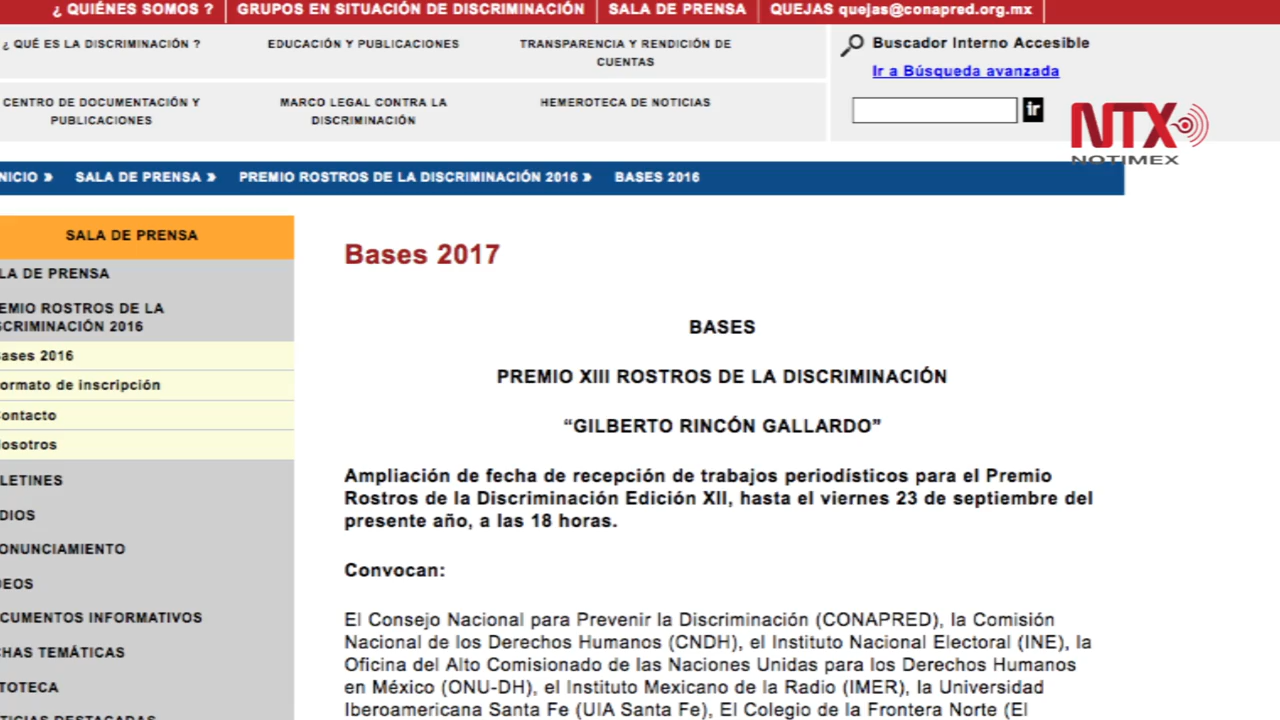 ¿ QUIÉNES SOMOS ?
GRUPOS EN SITUACIÓN DE DISCRIMINACIÓN
SALA DE PRENSA
QUEJAS quejas@conapred.org.mx
¿ QUÉ ES LA DISCRIMINACIÓN ?
EDUCACIÓN Y PUBLICACIONES
TRANSPARENCIA Y RENDICIÓN DE
CUENTAS
CENTRO DE DOCUMENTACIÓN Y
PUBLICACIONES
MARCO LEGAL CONTRA LA
DISCRIMINACIÓN
HEMEROTECA DE NOTICIAS
Buscador Interno Accesible
Ir a Búsqueda avanzada
ir
NTX
NOTIMEX
NICIO » SALA DE PRENSA » PREMIO ROSTROS DE LA DISCRIMINACIÓN 2016 » BASES 2016
SALA DE PRENSA
LA DE PRENSA
EMIO ROSTROS DE LA
SCRIMINACIÓN 2016
ases 2016
ormato de inscripción
ontacto
osotros
LETINES
DIOS
ONUNCIAMIENTO
DEOS
CUMENTOS INFORMATIVOS
HAS TEMÁTICAS
TOTECA
TICIAS DESTACADAS
Bases 2017
BASES
PREMIO XIII ROSTROS DE LA DISCRIMINACIÓN
“GILBERTO RINCÓN GALLARDO”
Ampliación de fecha de recepción de trabajos periodísticos para el Premio
Rostros de la Discriminación Edición XII, hasta el viernes 23 de septiembre del
presente año, a las 18 horas.
Convocan:
El Consejo Nacional para Prevenir la Discriminación (CONAPRED), la Comisión
Nacional de los Derechos Humanos (CNDH), el Instituto Nacional Electoral (INE), la
Oficina del Alto Comisionado de las Naciones Unidas para los Derechos Humanos
en México (ONU-DH), el Instituto Mexicano de la Radio (IMER), la Universidad
Iberoamericana Santa Fe (UIA Santa Fe), El Colegio de la Frontera Norte (El